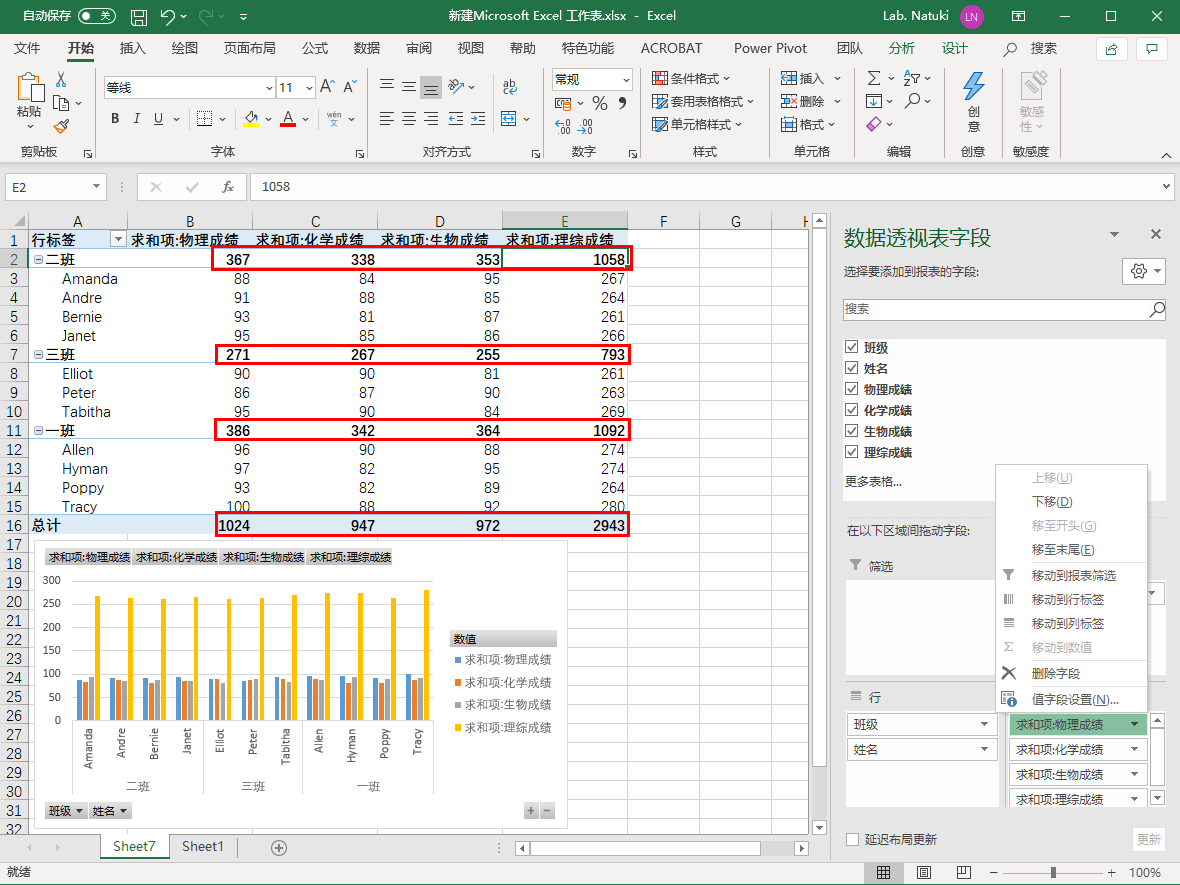 自动保存 关 新建Microsoft Excel 工作表.xlsx - Excel Lab. Natuki LN
文件 开始 插入 绘图 页面布局 公式 数据 审阅 视图 帮助 特色功能 ACROBAT Power Pivot 团队 分析 设计 搜索
粘贴 等线 11 A A 常规 条件格式 插入 创意 敏感性
B I U A wén 文 ab % 套用表格格式 删除
单元格样式 格式
剪贴板 字体 对齐方式 数字 样式 单元格 编辑 创意 敏感度
E2 fx 1058
A B C D E F G H
1 行标签 求和项:物理成绩 求和项:化学成绩 求和项:生物成绩 求和项:理综成绩
2 二班 367 338 353 1058
3 Amanda 88 84 95 267
4 Andre 91 88 85 264
5 Bernie 93 81 87 261
6 Janet 95 85 86 266
7 三班 271 267 255 793
8 Elliot 90 90 81 261
9 Peter 86 87 90 263
10 Tabitha 95 90 84 269
11 一班 386 342 364 1092
12 Allen 96 90 88 274
13 Hyman 97 82 95 274
14 Poppy 93 82 89 264
15 Tracy 100 88 92 280
16 总计 1024 947 972 2943
17
18
19
20
21
22
23
24
25
26
27
28
29
30
31
32
求和项:物理成绩 求和项:化学成绩 求和项:生物成绩 求和项:理综成绩
300
250
200
150
100
50
0
Amanda Andre Bernie Janet Elliot Peter Tabitha Allen Hyman Poppy Tracy
二班 三班 一班
数值
求和项:物理成绩
求和项:化学成绩
求和项:生物成绩
求和项:理综成绩
班级 姓名
数据透视表字段
选择要添加到报表的字段:
搜索
班级
姓名
物理成绩
化学成绩
生物成绩
理综成绩
更多表格...
在以下区域间拖动字段:
筛选
行
班级
姓名
上移(U)
下移(D)
移至开头(G)
移至末尾(E)
移动到报表筛选
移动到行标签
移动到列标签
移动到数值
删除字段
值字段设置(N)...
求和项:物理成绩
求和项:化学成绩
求和项:生物成绩
求和项:理综成绩
延迟布局更新 更新
Sheet7 Sheet1
就绪 100%